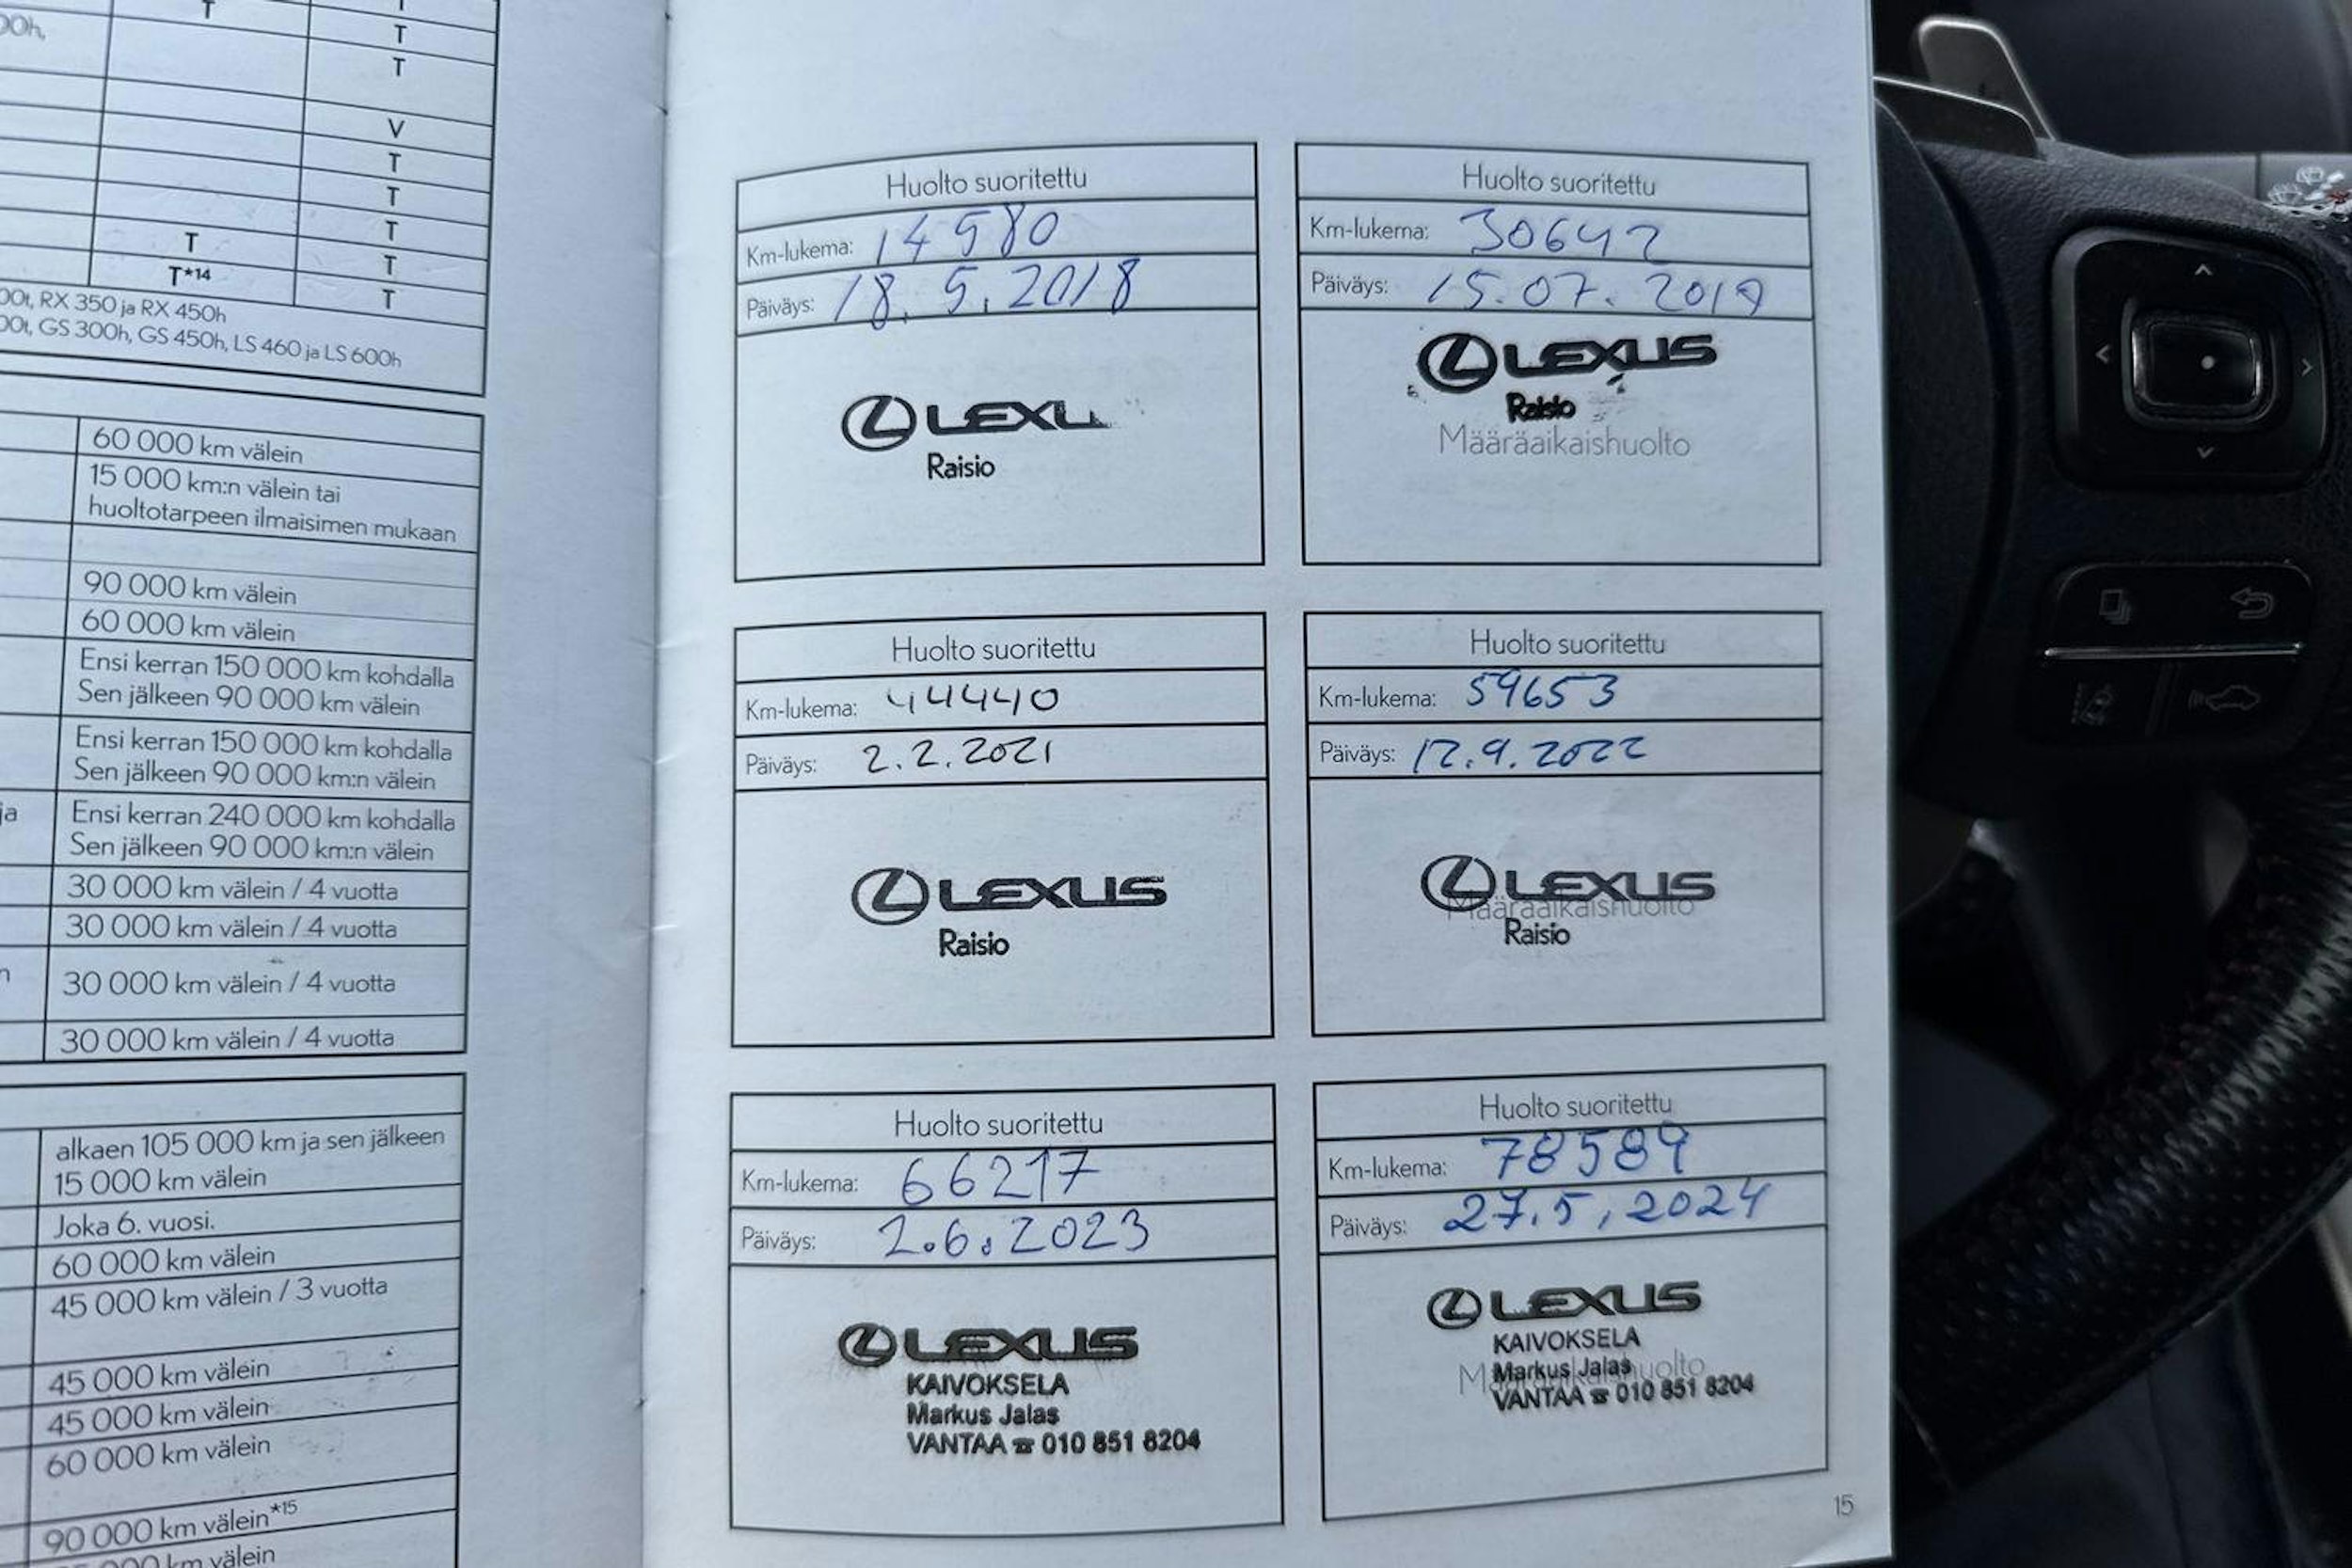 00h,
T
T
T
T
V
T
T
T
T
T
T*14
T
00t, RX 350 ja RX 450h
00t, GS 300h, GS 450h, LS 460 ja LS 600h
60 000 km välein
15 000 km:n välein tai
huoltotarpeen ilmaisimen mukaan
90 000 km välein
60 000 km välein
Ensi kerran 150 000 km kohdalla
Sen jälkeen 90 000 km välein
Ensi kerran 150 000 km kohdalla
Sen jälkeen 90 000 km:n välein
ja
Ensi kerran 240 000 km kohdalla
Sen jälkeen 90 000 km:n välein
30 000 km välein / 4 vuotta
30 000 km välein / 4 vuotta
30 000 km välein / 4 vuotta
30 000 km välein / 4 vuotta
alkaen 105 000 km ja sen jälkeen
15 000 km välein
Joka 6. vuosi.
60 000 km välein
45 000 km välein / 3 vuotta
45 000 km välein
45 000 km välein
60 000 km välein
90 000 km välein*15
km välein
Huolto suoritettu
Km-lukema: 14580
Päiväys: 18.5.2018
LEXU
Raisio
Huolto suoritettu
Km-lukema: 30642
Päiväys: 15.07.2019
LEXUS
Raisio
Määräaikaishuolto
Huolto suoritettu
Km-lukema: 44440
Päiväys: 2.2.2021
LEXUS
Raisio
Huolto suoritettu
Km-lukema: 59653
Päiväys: 12.9.2022
LEXUS
Määräaikaishuolto
Raisio
Huolto suoritettu
Km-lukema: 66217
Päiväys: 2.6.2023
LEXUS
KAIVOKSELA
Markus Jalas
VANTAA ☎ 010 851 8204
Huolto suoritettu
Km-lukema: 78589
Päiväys: 27.5.2024
LEXUS
KAIVOKSELA
Markus Jalas
Määräaikaishuolto
VANTAA ☎ 010 851 8204
15